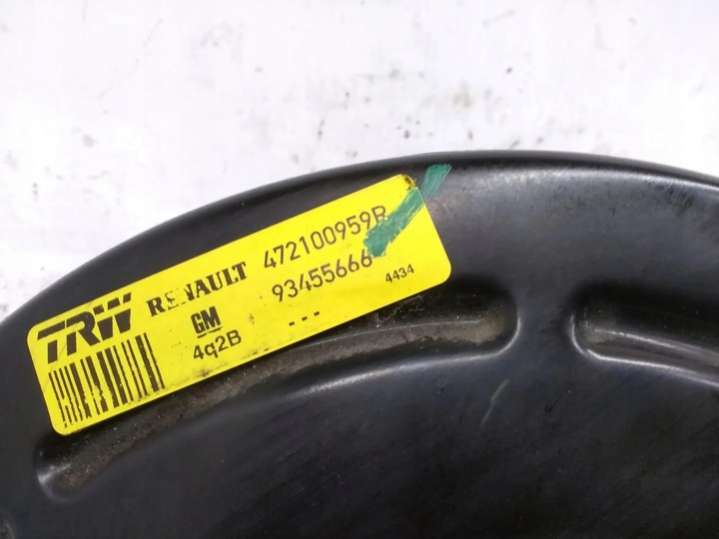 TRW RENAULT 472100959R
GM 93455666
4q2B --- 4434